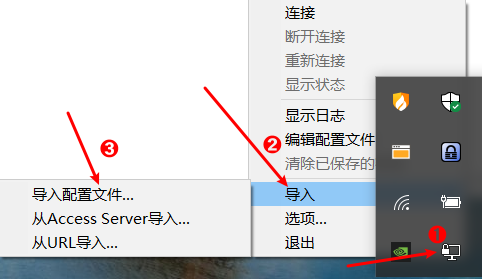 连接
断开连接
重新连接
显示状态
显示日志
编辑配置文件
清除已保存的
导入
选项...
退出
导入配置文件...
从Access Server导入...
从URL导入...
❸
❷
❶